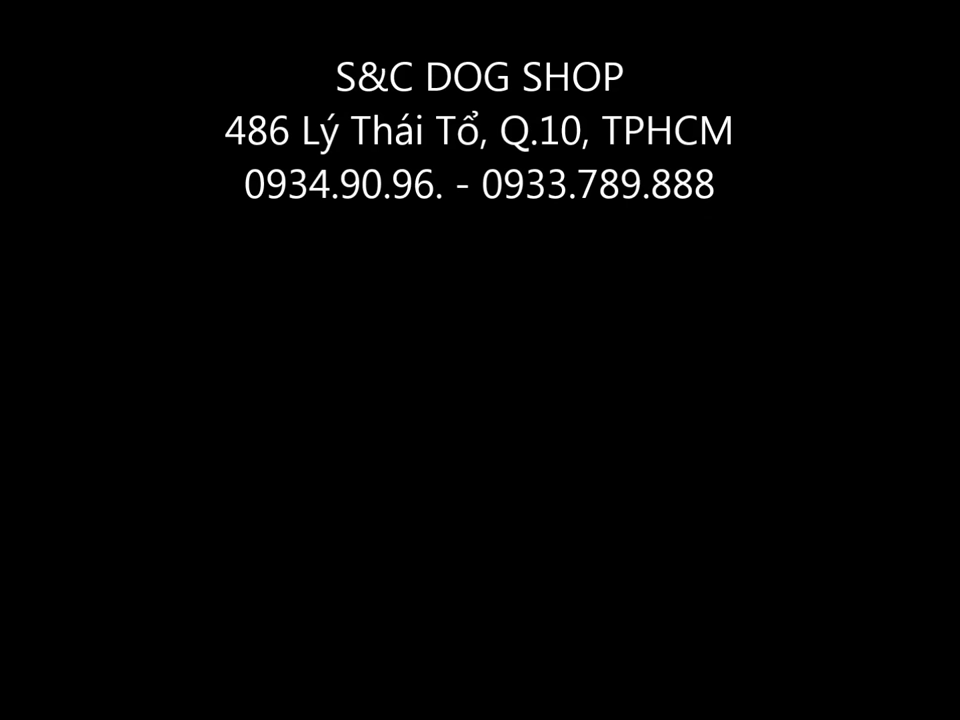 S&C DOG SHOP
486 Lý Thái Tổ, Q.10, TPHCM
0934.90.96. - 0933.789.888